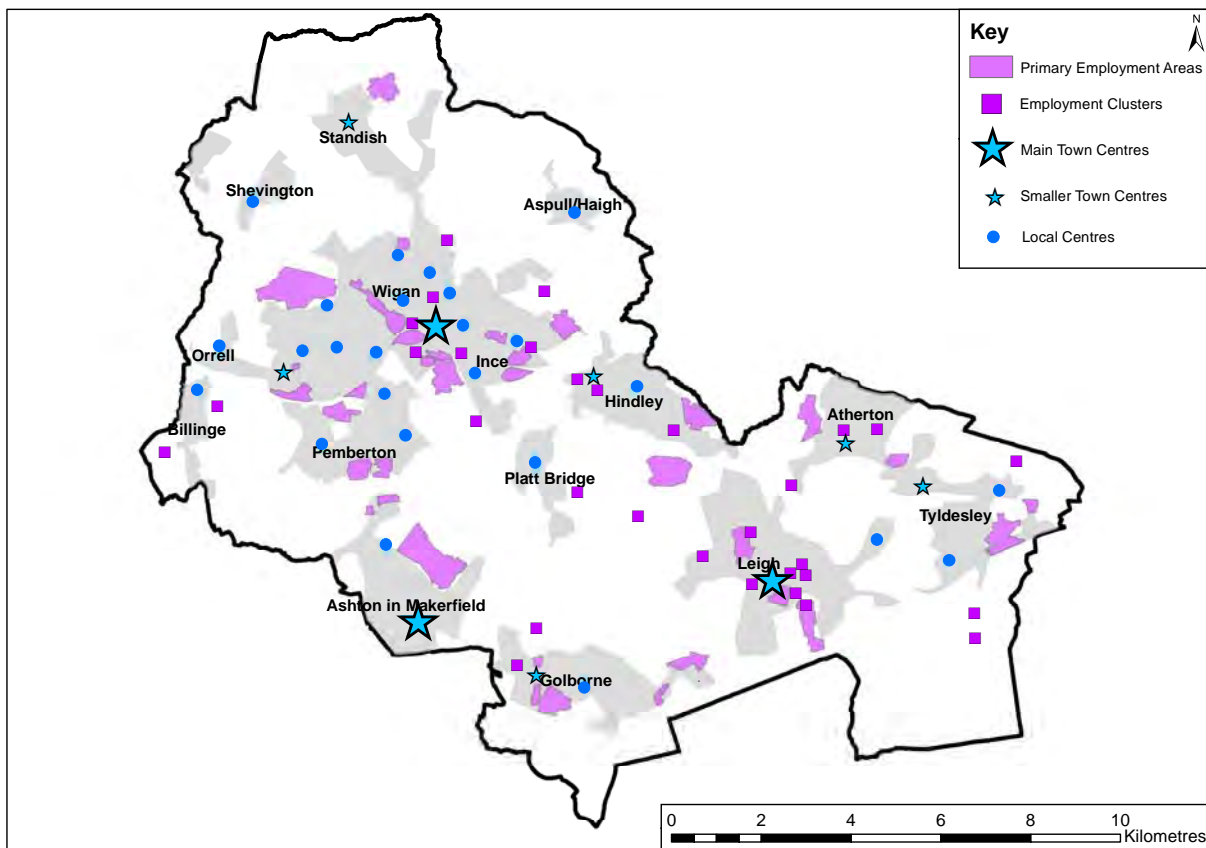 Key
N
Primary Employment Areas
Employment Clusters
Main Town Centres
Smaller Town Centres
Local Centres
Standish
Shevington
Aspull/Haigh
Wigan
Orrell
Ince
Hindley
Atherton
Billinge
Pemberton
Platt Bridge
Tyldesley
Leigh
Ashton in Makerfield
Golborne
0 2 4 6 8 10
Kilometres